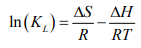 ln(K_L) = ΔS/R − ΔH/RT